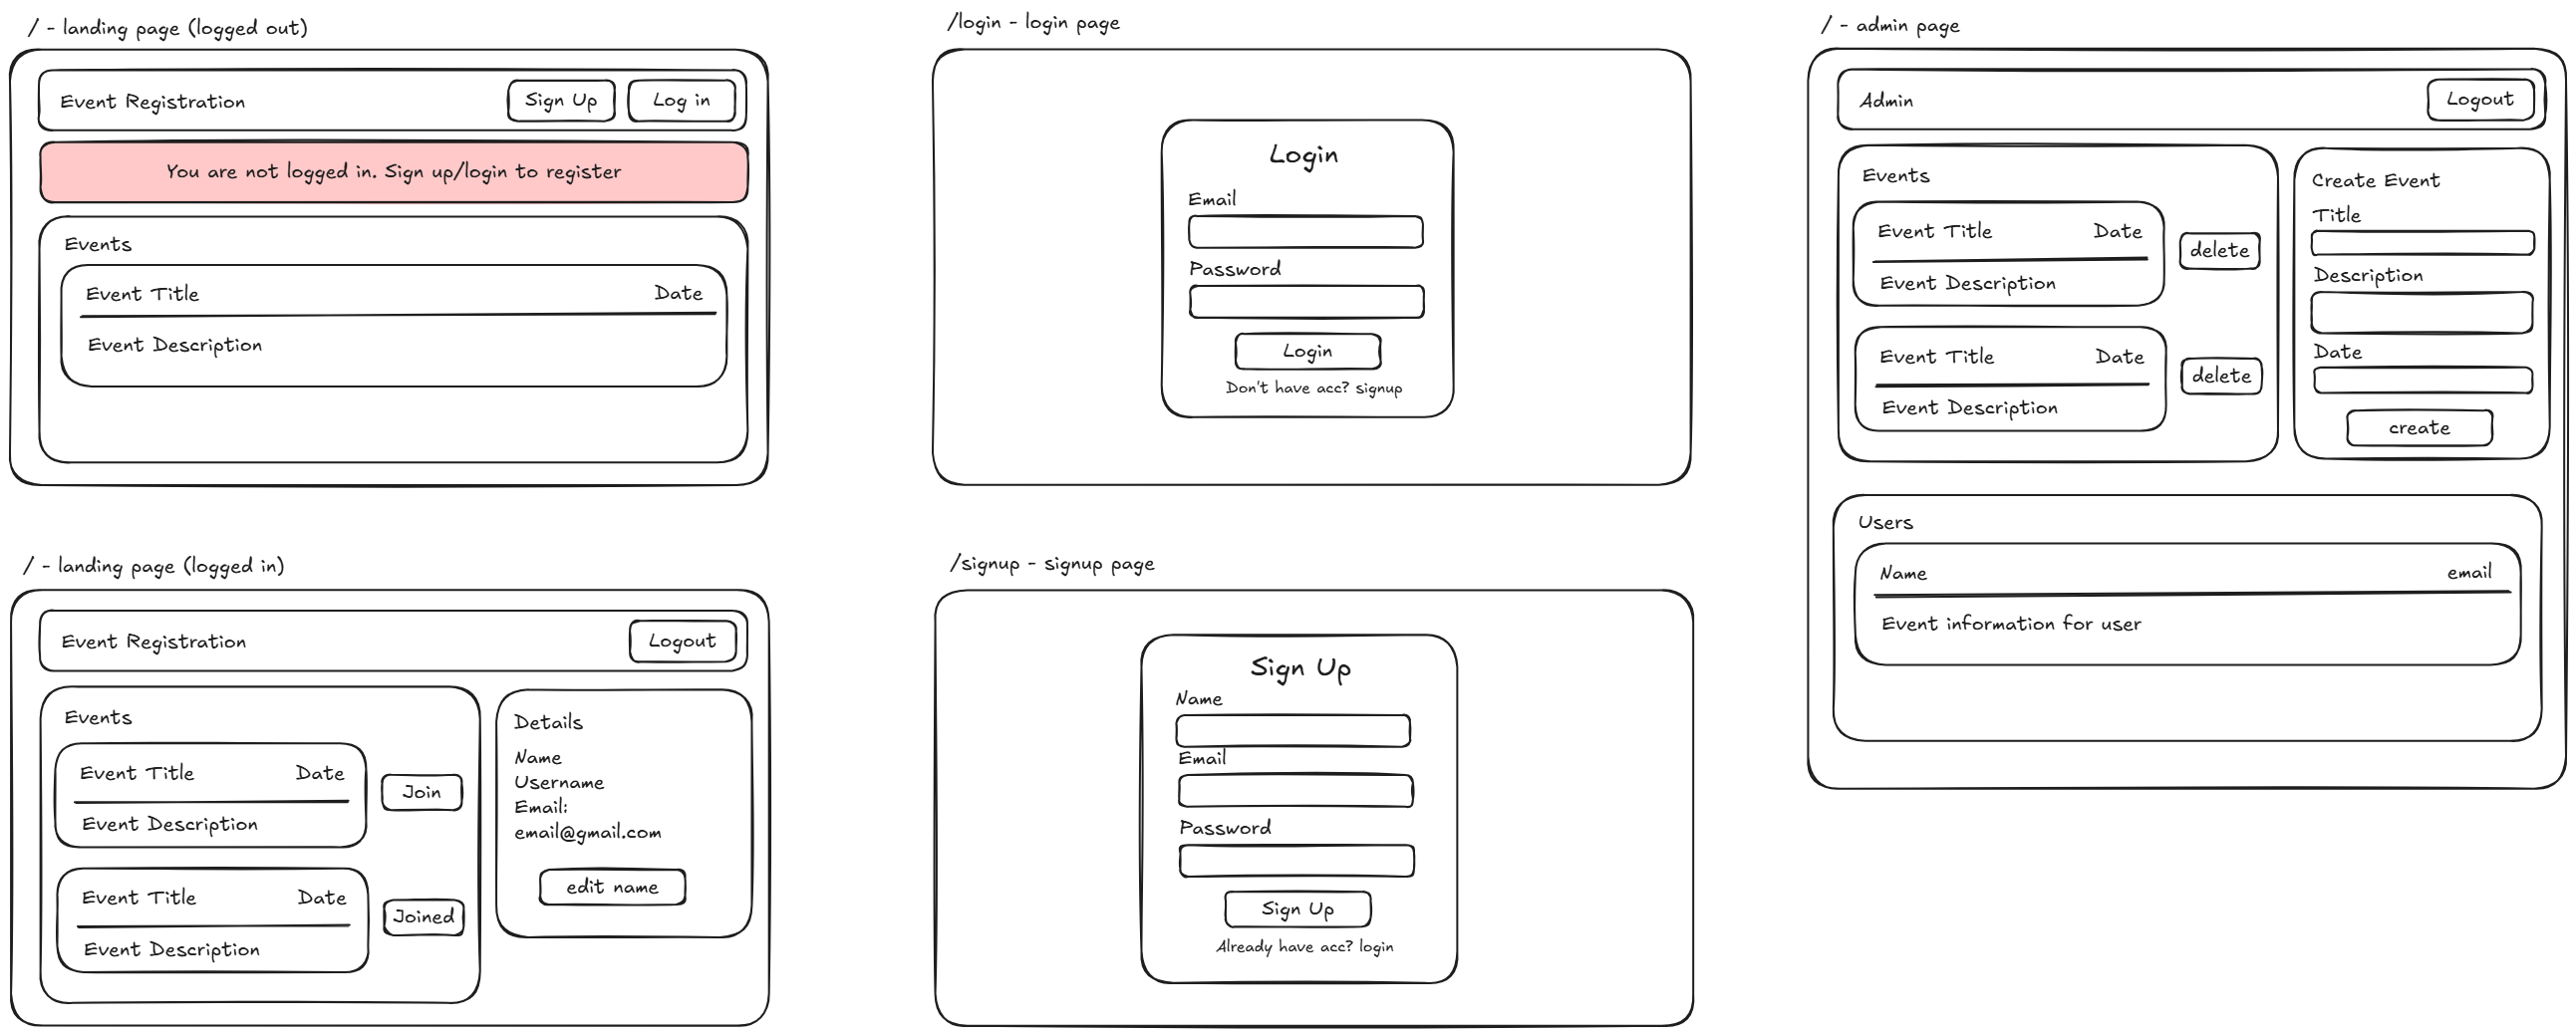 / - landing page (logged out)
Event Registration
Sign Up
Log in
You are not logged in. Sign up/login to register
Events
Event Title
Date
Event Description
/ - landing page (logged in)
Event Registration
Logout
Events
Event Title
Date
Event Description
Join
Event Title
Date
Event Description
Joined
Details
Name
Username
Email:
email@gmail.com
edit name
/login - login page
Login
Email
Password
Login
Don't have acc? signup
/signup - signup page
Sign Up
Name
Email
Password
Sign Up
Already have acc? login
/ - admin page
Admin
Logout
Events
Event Title
Date
Event Description
delete
Event Title
Date
Event Description
delete
Create Event
Title
Description
Date
create
Users
Name
email
Event information for user